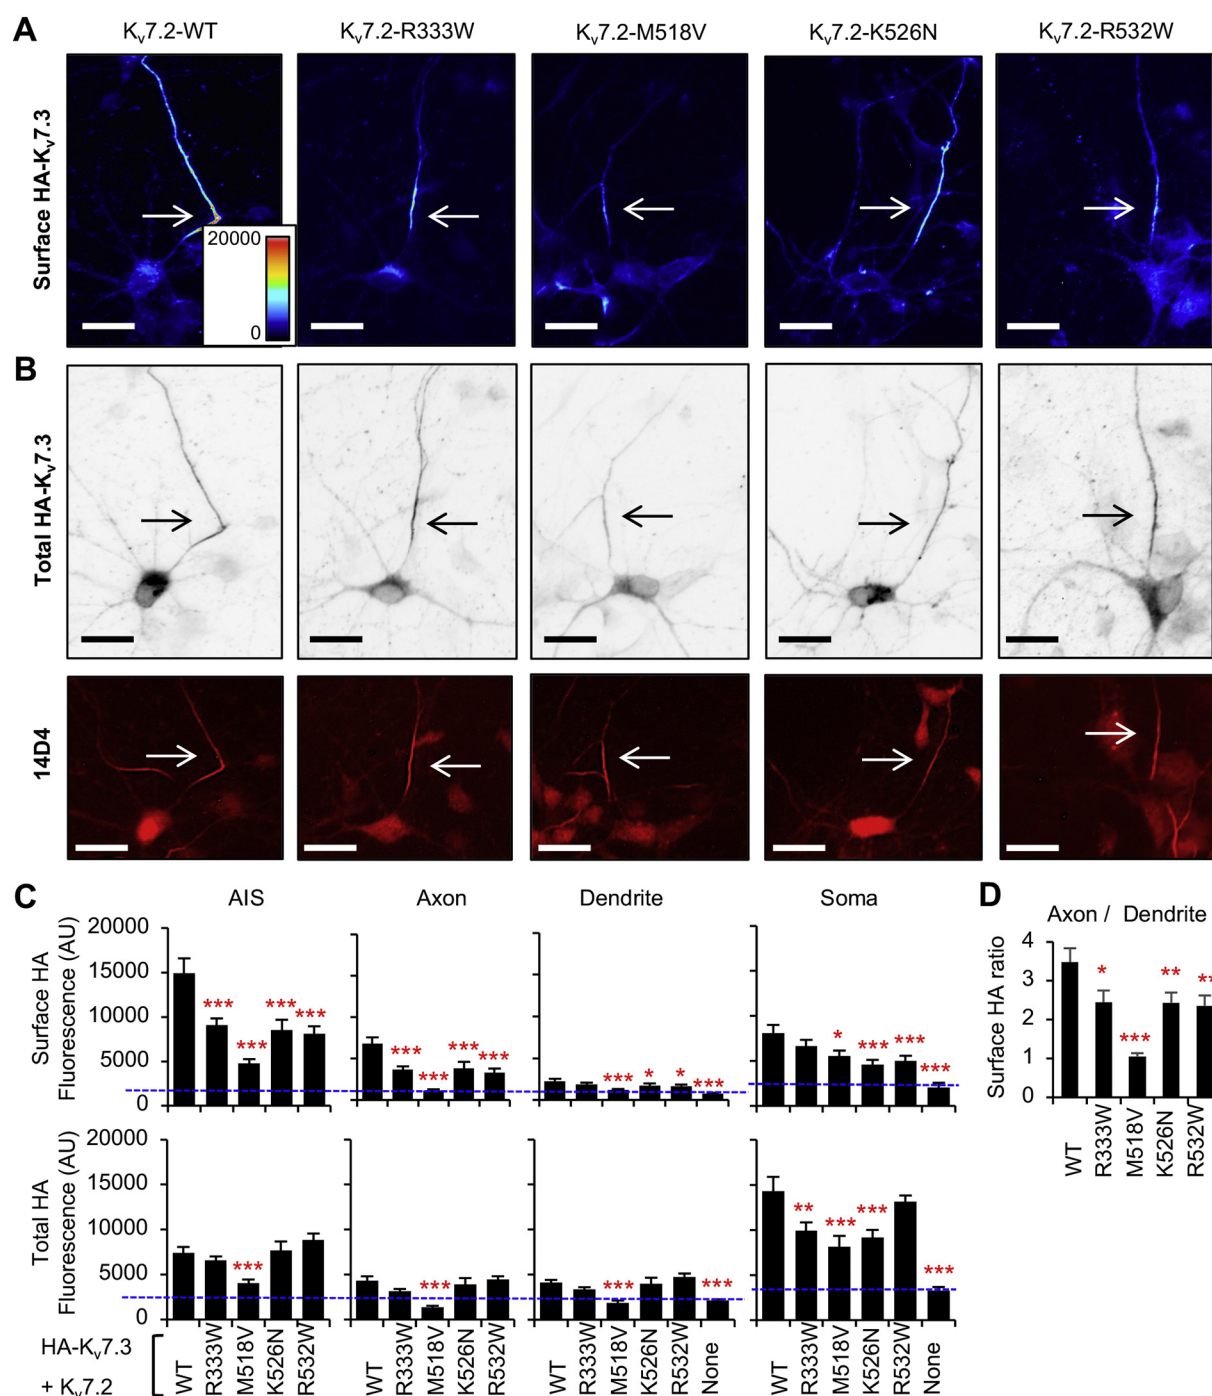 A
Kv7.2-WT
Kv7.2-R333W
Kv7.2-M518V
Kv7.2-K526N
Kv7.2-R532W
Surface HA-Kv7.3
20000
0
B
Total HA-Kv7.3
14D4
C
AIS
Axon
Dendrite
Soma
Surface HA
Fluorescence (AU)
20000
15000
10000
5000
0
***
***
***
***
***
***
***
***
***
*
*
***
*
***
***
***
Total HA
Fluorescence (AU)
20000
15000
10000
5000
0
***
***
***
***
**
***
***
***
HA-Kv7.3
+ Kv7.2
WT
R333W
M518V
K526N
R532W
WT
R333W
M518V
K526N
R532W
WT
R333W
M518V
K526N
R532W
None
WT
R333W
M518V
K526N
R532W
None
D
Axon / Dendrite
Surface HA ratio
4
3
2
1
0
*
***
**
**
WT
R333W
M518V
K526N
R532W